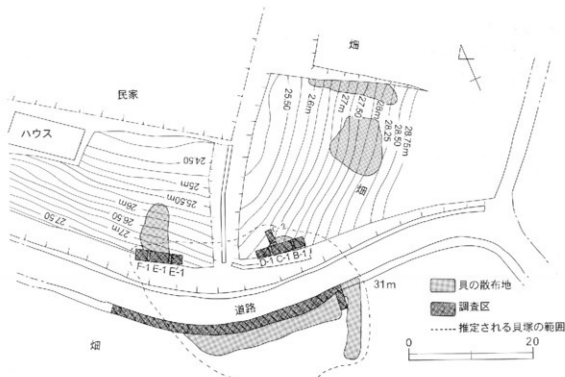 畑
民家
ハウス
25.50
26m
27m
27.50
28m
28.25
28.50
28.75m
畑
24.50
25m
25.50m
26m
26.50
27m
27.50
F-1 E-1 E-1
D-1 C-1 B-1
31m
道路
畑
貝の散布地
調査区
推定される貝塚の範囲
0 20